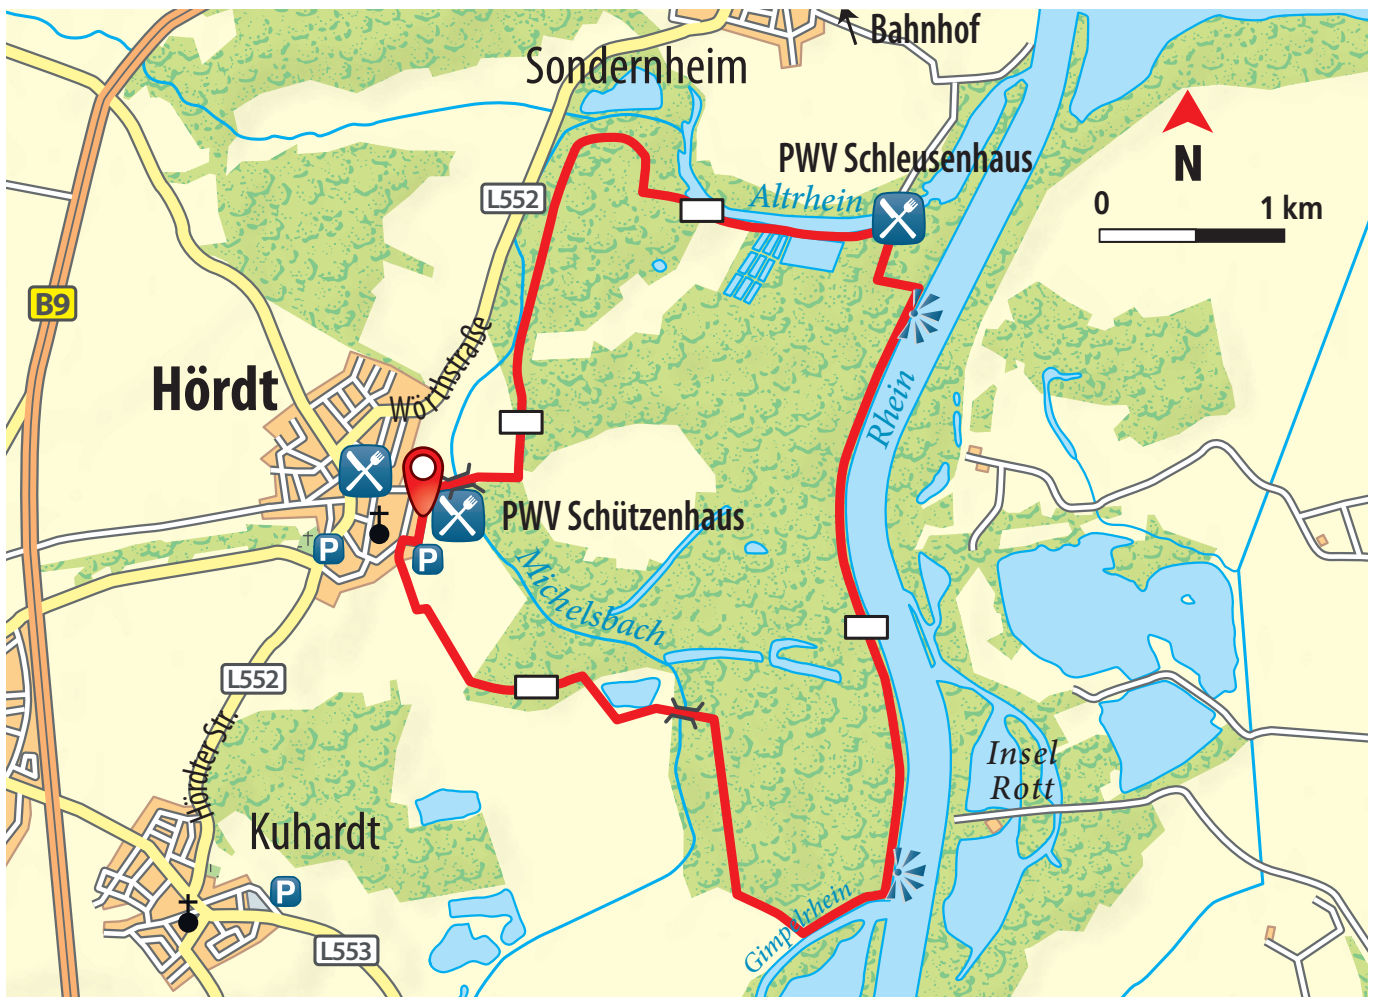 Bahnhof
Sondernheim
PWV Schleusenhaus
Altrhein
N
0
1 km
L552
B9
Wörthstraße
Hördt
Rhein
PWV Schützenhaus
P
P
Michelsbach
L552
Hördter Str.
Insel
Rott
Kuhardt
P
Gimpelrhein
L553